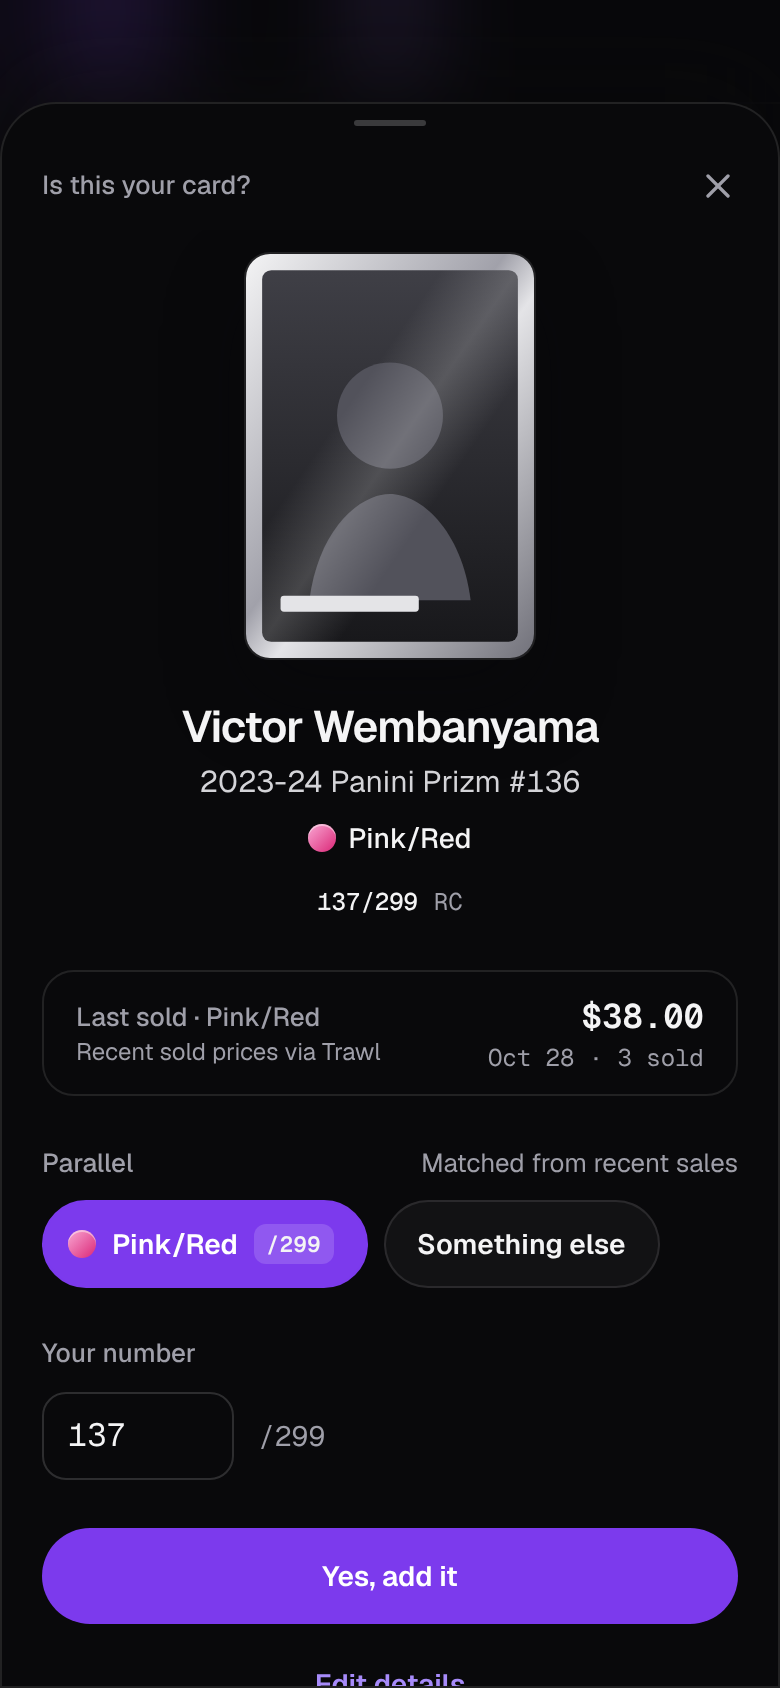 Is this your card?
Victor Wembanyama
2023-24 Panini Prizm #136
Pink/Red
137/299 RC
Last sold · Pink/Red
$38.00
Recent sold prices via Trawl
Oct 28 · 3 sold
Parallel
Matched from recent sales
Pink/Red /299
Something else
Your number
137 /299
Yes, add it
Edit details